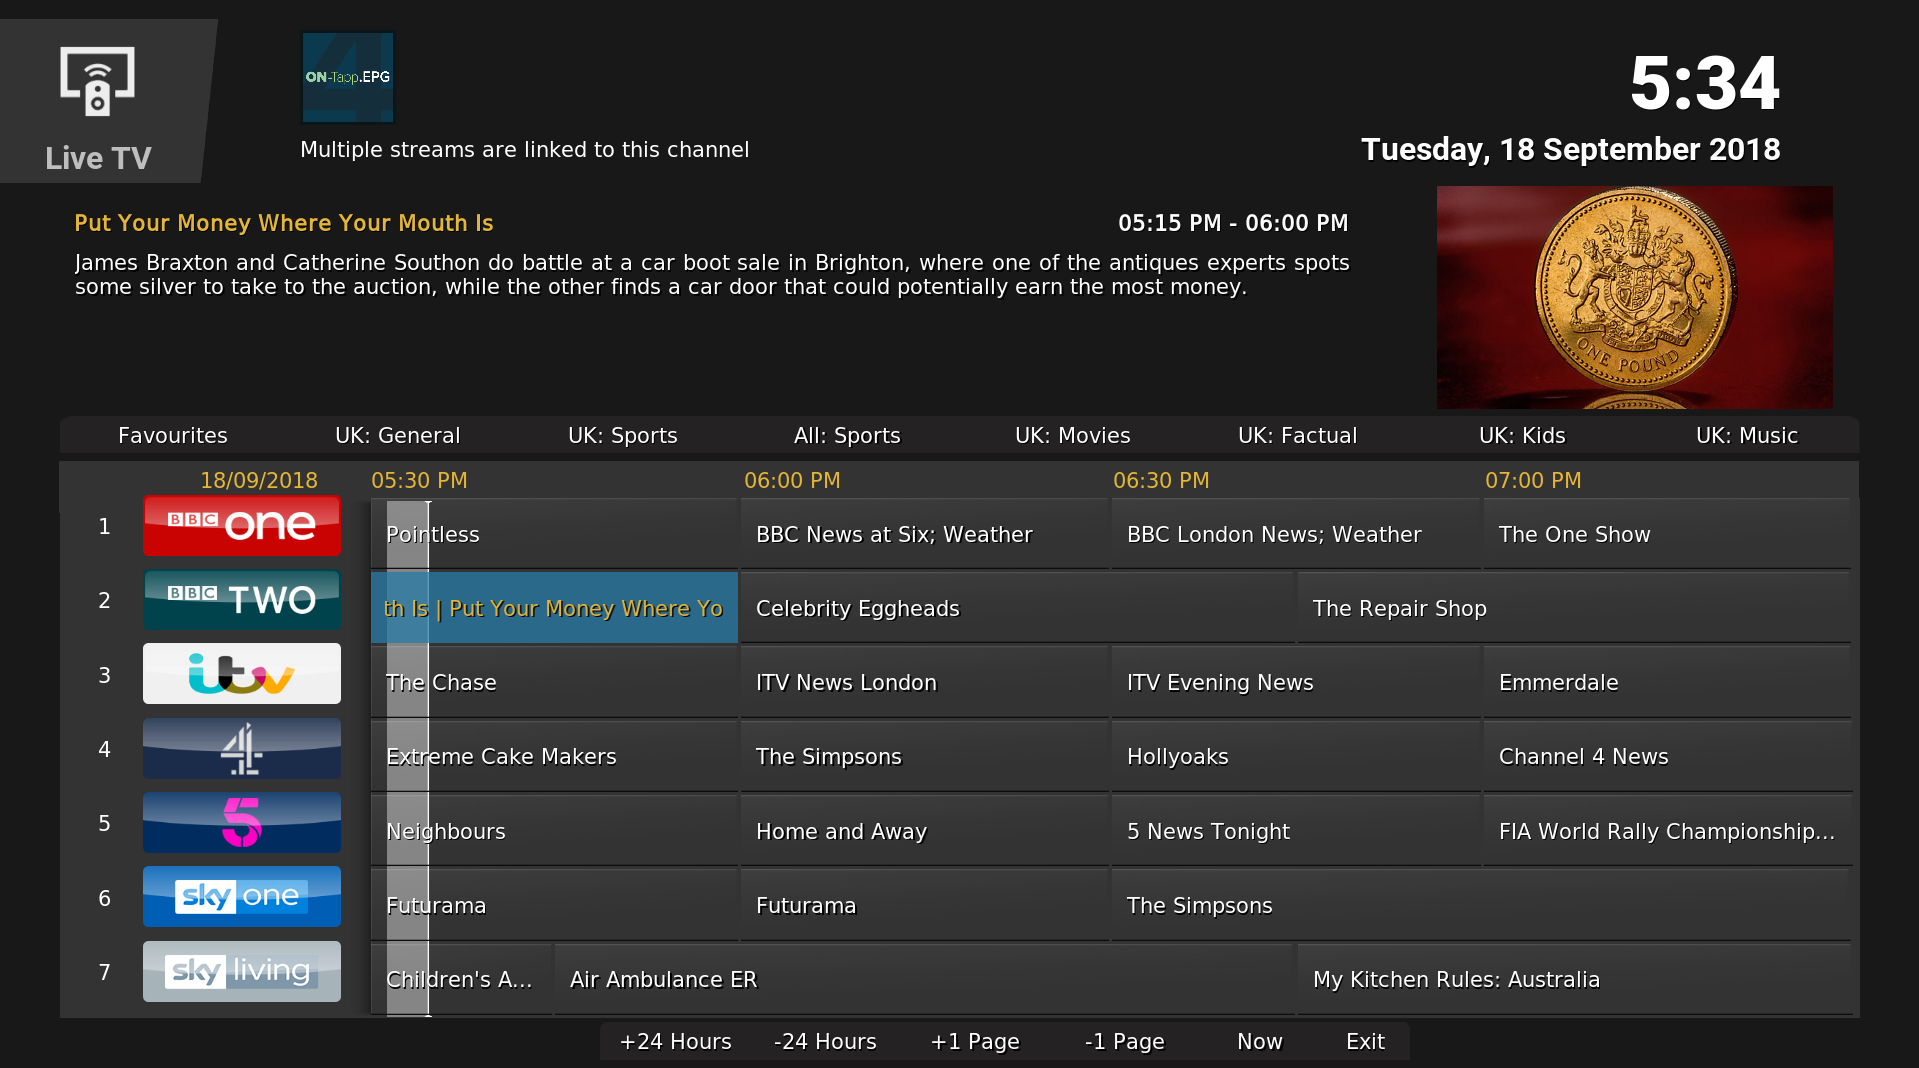 Live TV
ON-Tapp.EPG
Multiple streams are linked to this channel
5:34
Tuesday, 18 September 2018
Put Your Money Where Your Mouth Is
05:15 PM - 06:00 PM
James Braxton and Catherine Southon do battle at a car boot sale in Brighton, where one of the antiques experts spots
some silver to take to the auction, while the other finds a car door that could potentially earn the most money.
ONE POUND
Favourites UK: General UK: Sports All: Sports UK: Movies UK: Factual UK: Kids UK: Music
18/09/2018 05:30 PM 06:00 PM 06:30 PM 07:00 PM
1 BBC one Pointless BBC News at Six; Weather BBC London News; Weather The One Show
2 BBC TWO th Is | Put Your Money Where Yo Celebrity Eggheads The Repair Shop
3 itv The Chase ITV News London ITV Evening News Emmerdale
4 4 Extreme Cake Makers The Simpsons Hollyoaks Channel 4 News
5 5 Neighbours Home and Away 5 News Tonight FIA World Rally Championship...
6 sky one Futurama Futurama The Simpsons
7 sky living Children's A... Air Ambulance ER My Kitchen Rules: Australia
+24 Hours -24 Hours +1 Page -1 Page Now Exit